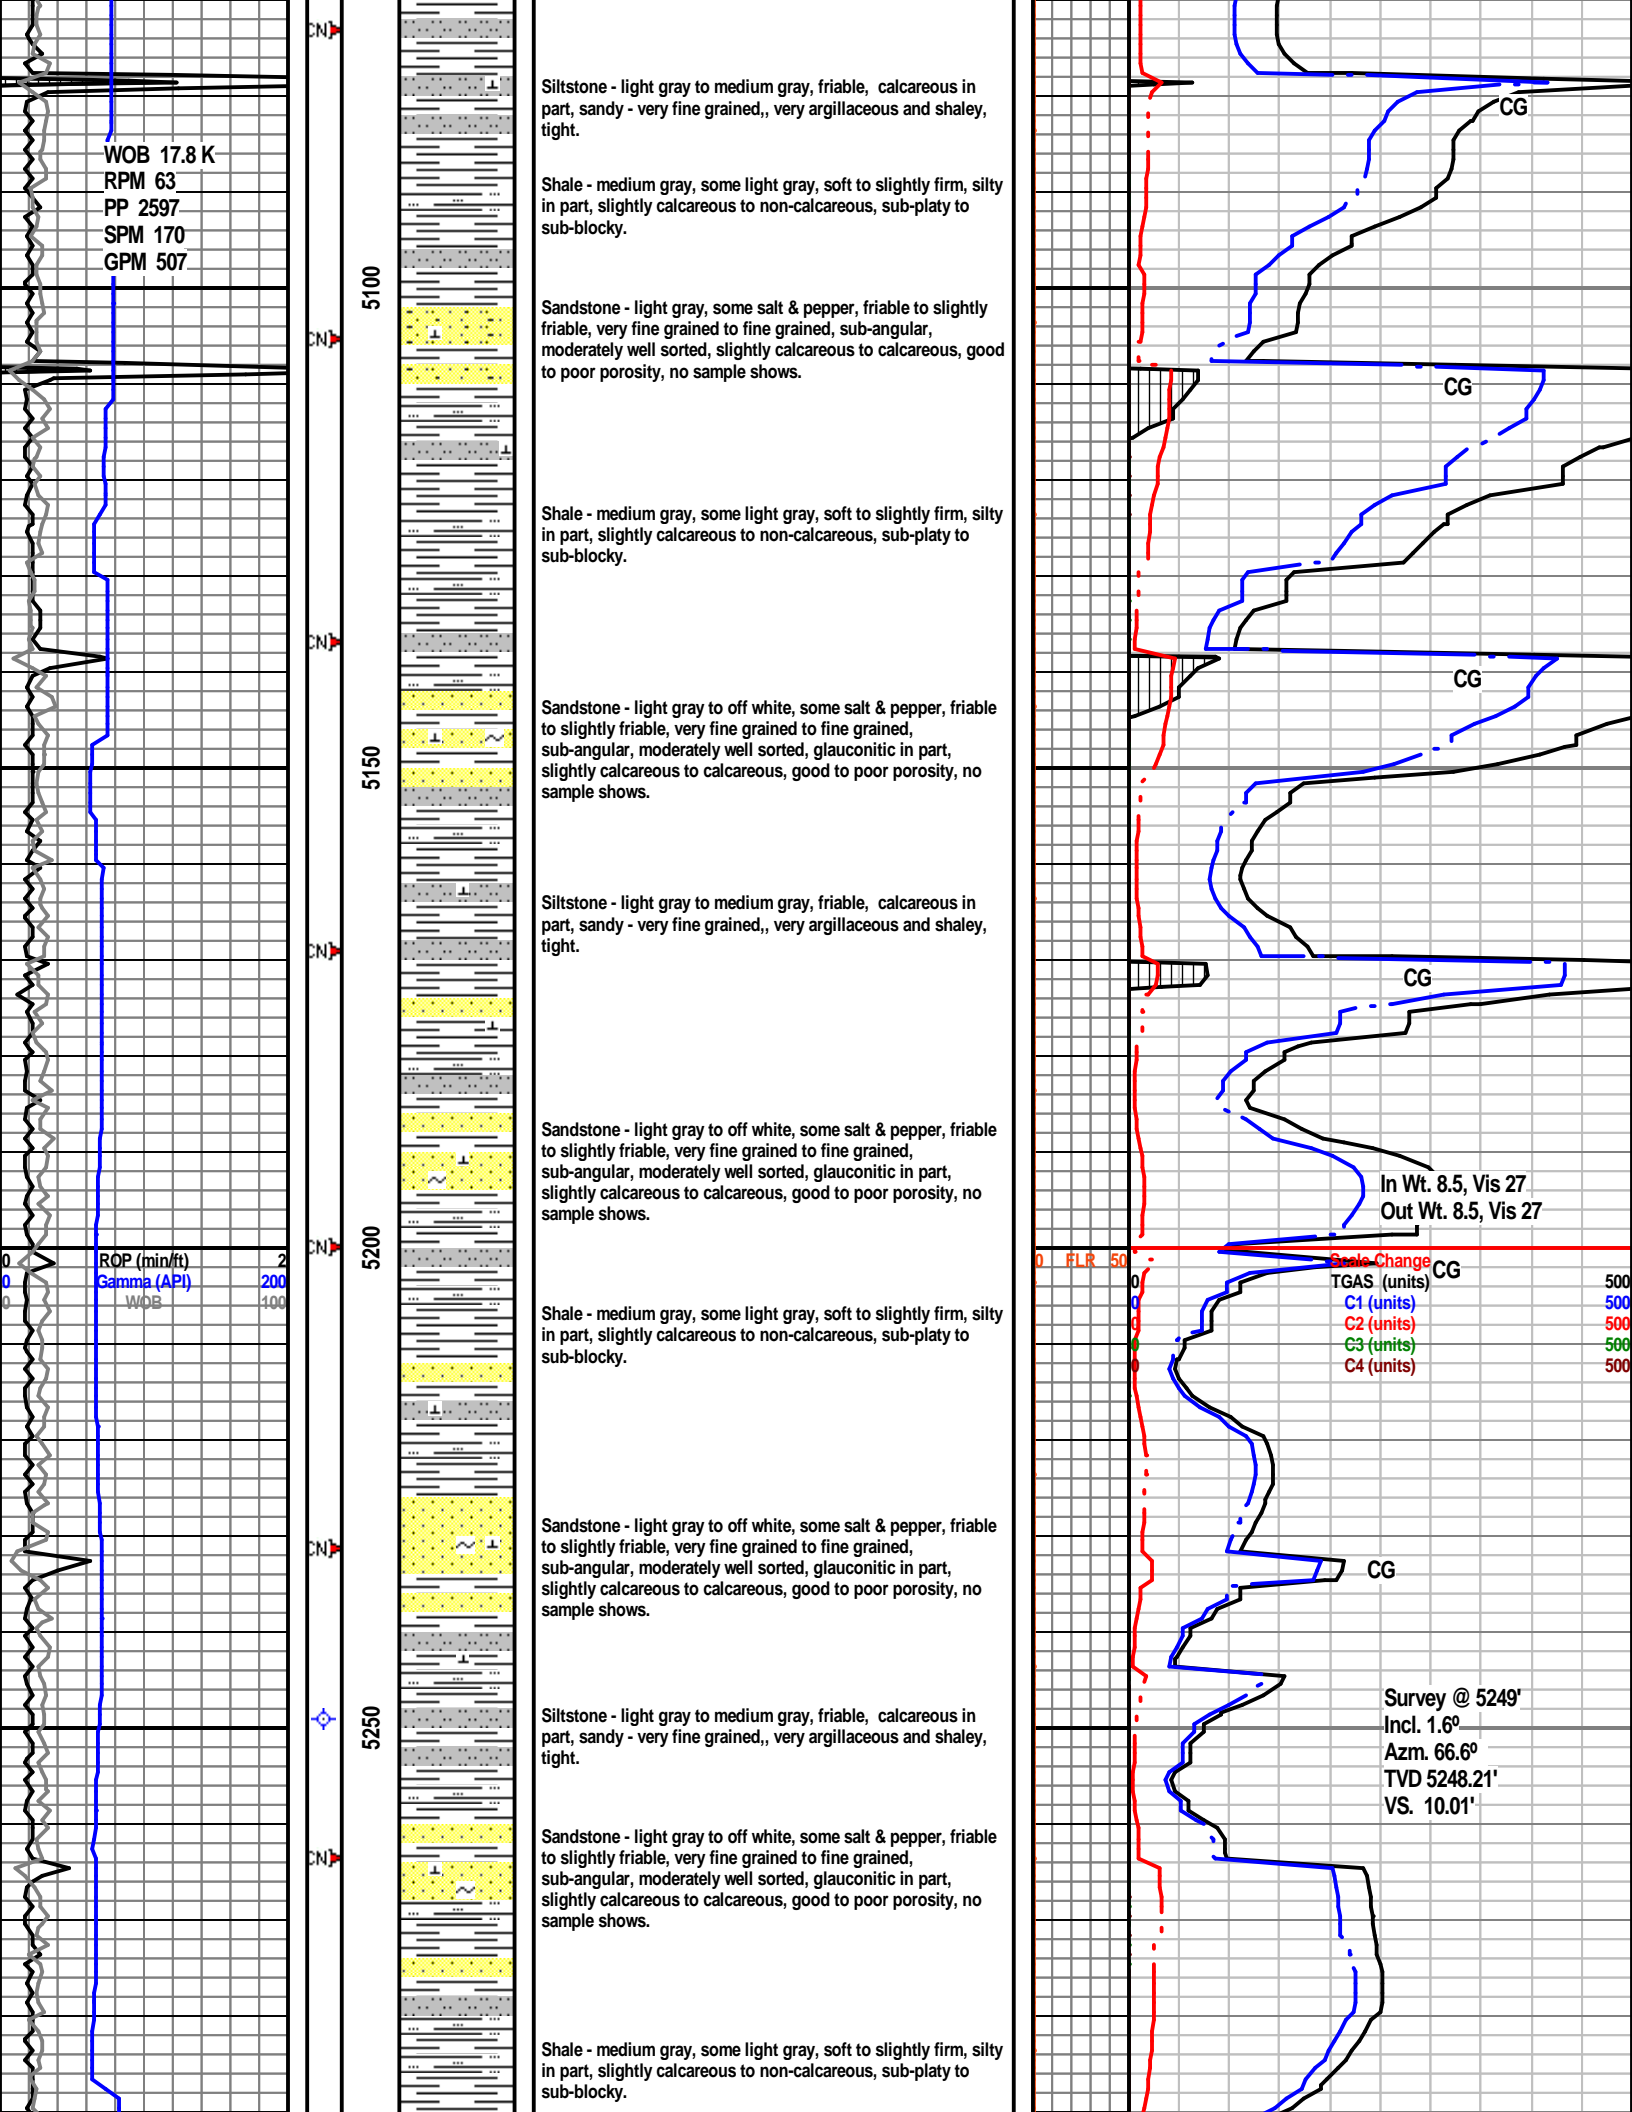 CN]
Siltstone - light gray to medium gray, friable,  calcareous in
part, sandy - very fine grained,, very argillaceous and shaley,
tight.
CG
WOB  17.8 K
RPM  63
PP  2597
SPM  170
GPM  507
Shale - medium gray, some light gray, soft to slightly firm, silty
in part, slightly calcareous to non-calcareous, sub-platy to
sub-blocky.
5100
Sandstone - light gray, some salt & pepper, friable to slightly
friable, very fine grained to fine grained, sub-angular,
moderately well sorted, slightly calcareous to calcareous, good
to poor porosity, no sample shows.
CN]
CG
Shale - medium gray, some light gray, soft to slightly firm, silty
in part, slightly calcareous to non-calcareous, sub-platy to
sub-blocky.
CN]
CG
Sandstone - light gray to off white, some salt & pepper, friable
to slightly friable, very fine grained to fine grained,
sub-angular, moderately well sorted, glauconitic in part,
slightly calcareous to calcareous, good to poor porosity, no
sample shows.
5150
Siltstone - light gray to medium gray, friable,  calcareous in
part, sandy - very fine grained,, very argillaceous and shaley,
tight.
CN]
CG
Sandstone - light gray to off white, some salt & pepper, friable
to slightly friable, very fine grained to fine grained,
sub-angular, moderately well sorted, glauconitic in part,
slightly calcareous to calcareous, good to poor porosity, no
sample shows.
In Wt. 8.5, Vis 27
Out Wt. 8.5, Vis 27
5200
CN]
0 ROP (min/ft) 2
0 Gamma (API) 200
0 WOB 100
0 FLR 50
Scale Change
CG
0 TGAS  (units) 500
0 C1 (units) 500
0 C2 (units) 500
0 C3 (units) 500
0 C4 (units) 500
Shale - medium gray, some light gray, soft to slightly firm, silty
in part, slightly calcareous to non-calcareous, sub-platy to
sub-blocky.
Sandstone - light gray to off white, some salt & pepper, friable
to slightly friable, very fine grained to fine grained,
sub-angular, moderately well sorted, glauconitic in part,
slightly calcareous to calcareous, good to poor porosity, no
sample shows.
CN]
CG
5250
Siltstone - light gray to medium gray, friable,  calcareous in
part, sandy - very fine grained,, very argillaceous and shaley,
tight.
Survey @ 5249'
Incl. 1.6º
Azm. 66.6º
TVD 5248.21'
VS.  10.01'
Sandstone - light gray to off white, some salt & pepper, friable
to slightly friable, very fine grained to fine grained,
sub-angular, moderately well sorted, glauconitic in part,
slightly calcareous to calcareous, good to poor porosity, no
sample shows.
CN]
Shale - medium gray, some light gray, soft to slightly firm, silty
in part, slightly calcareous to non-calcareous, sub-platy to
sub-blocky.